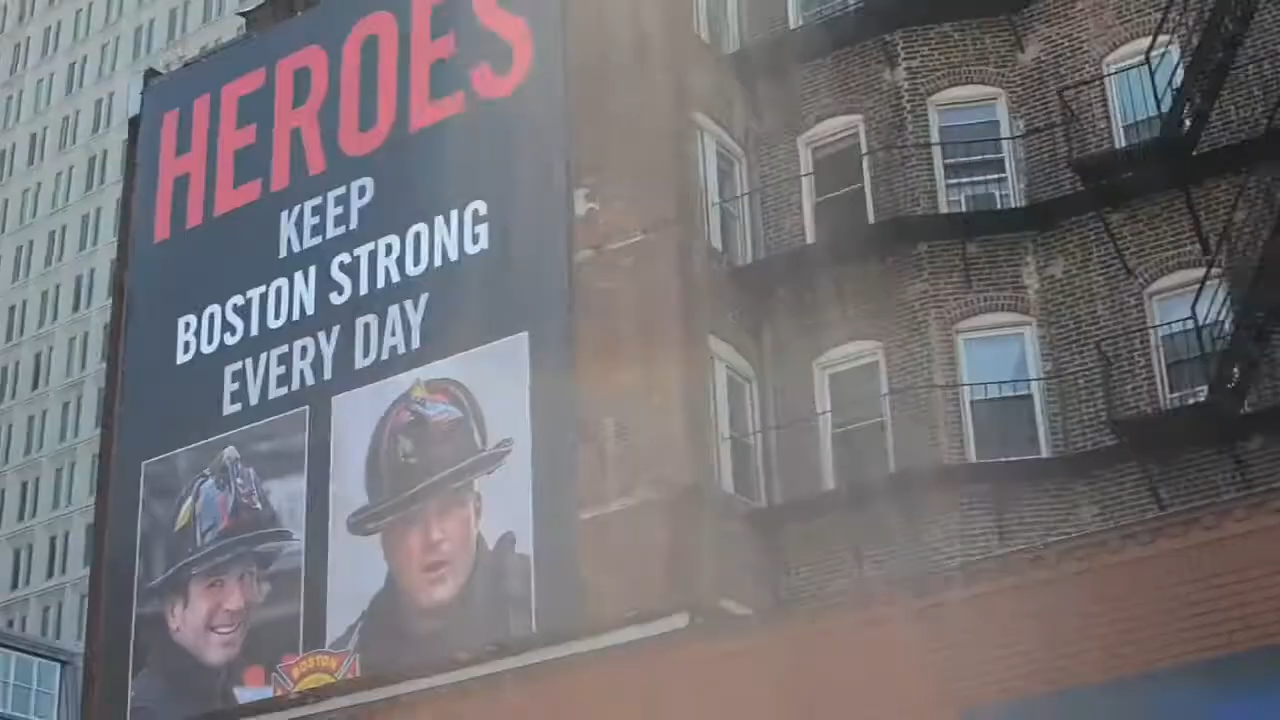 HEROES
KEEP
BOSTON STRONG
EVERY DAY
BOSTON